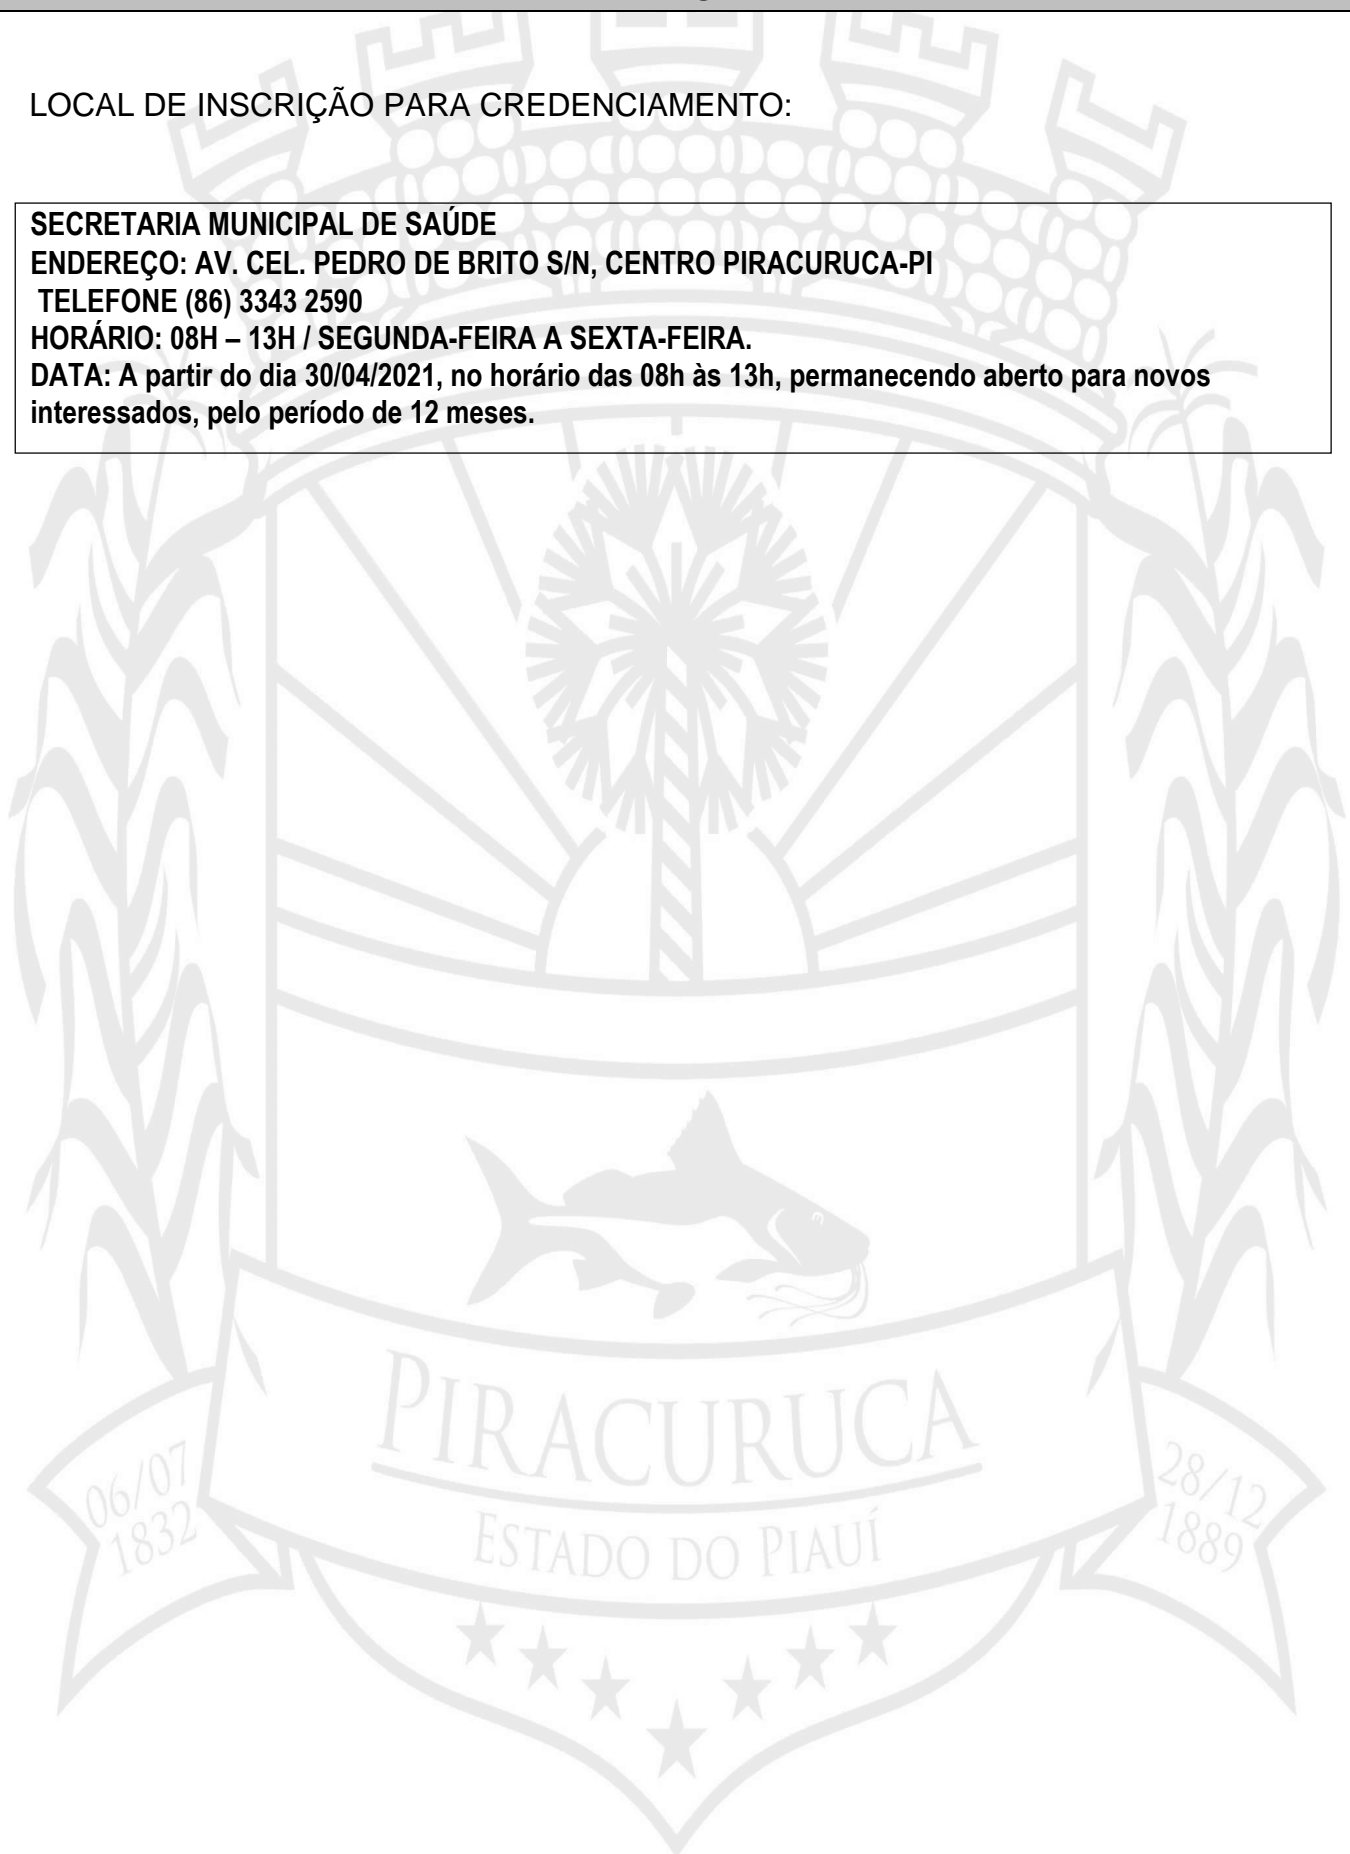 LOCAL DE INSCRIÇÃO PARA CREDENCIAMENTO:
SECRETARIA MUNICIPAL DE SAÚDE
ENDEREÇO: AV. CEL. PEDRO DE BRITO S/N, CENTRO PIRACURUCA-PI
TELEFONE (86) 3343 2590
HORÁRIO: 08H – 13H / SEGUNDA-FEIRA A SEXTA-FEIRA.
DATA: A partir do dia 30/04/2021, no horário das 08h às 13h, permanecendo aberto para novos
interessados, pelo período de 12 meses.
PIRACURUCA
06/07
1832
28/12
1889
ESTADO DO PIAUÍ